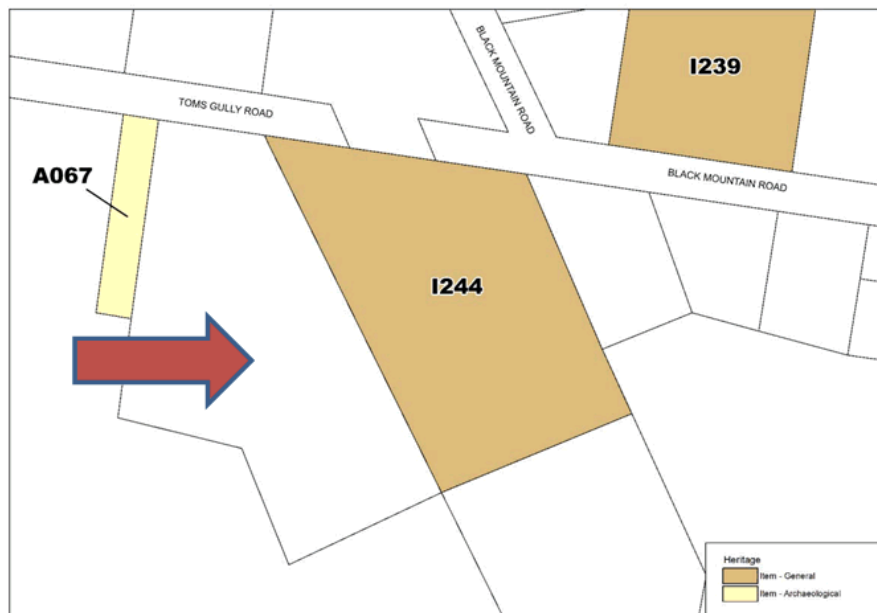 BLACK MOUNTAIN ROAD
I239
TOMS GULLY ROAD
A067
BLACK MOUNTAIN ROAD
I244
Heritage
Item - General
Item - Archaeological